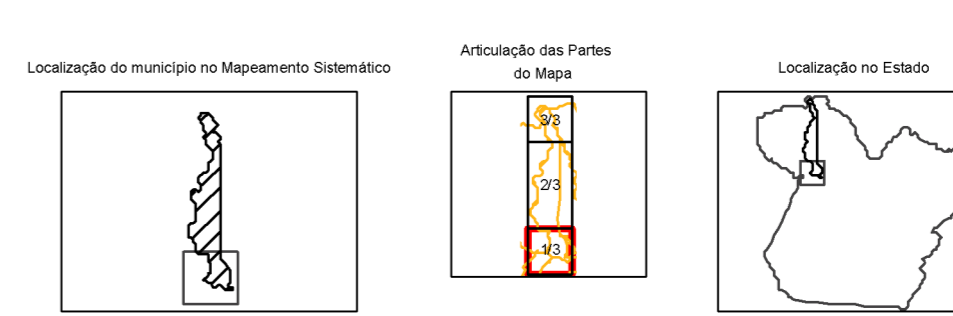 Localização do município no Mapeamento Sistemático
Articulação das Partes
do Mapa
3/3
2/3
1/3
Localização no Estado